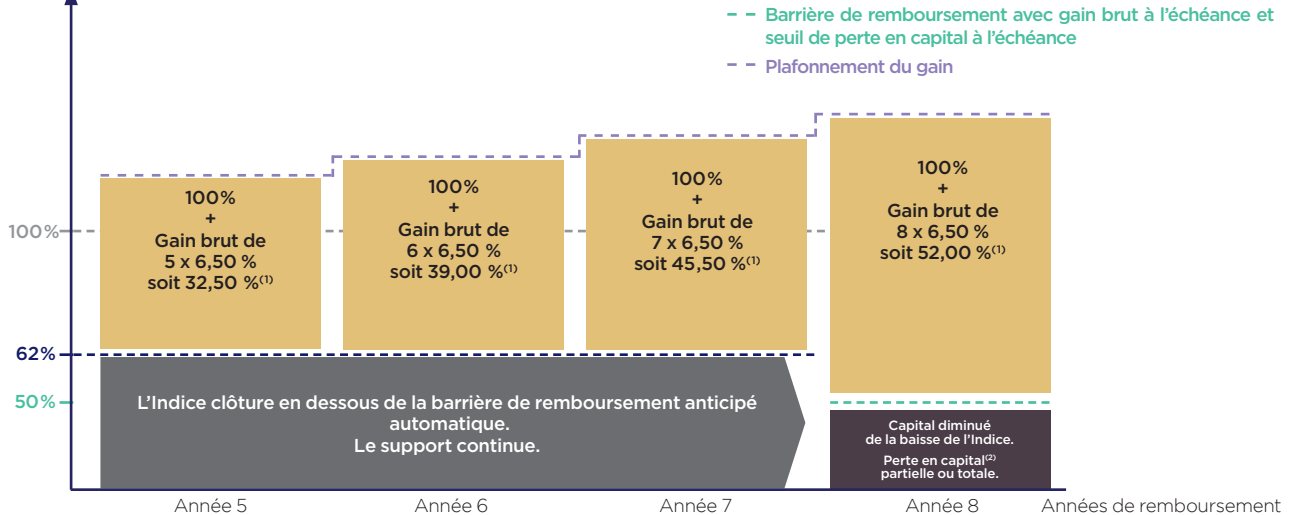 Barrière de remboursement avec gain brut à l'échéance et
seuil de perte en capital à l'échéance
Plafonnement du gain
100%
62%
50%
100%
+
Gain brut de
5 x 6,50 %
soit 32,50 %(1)
100%
+
Gain brut de
6 x 6,50 %
soit 39,00 %(1)
100%
+
Gain brut de
7 x 6,50 %
soit 45,50 %(1)
100%
+
Gain brut de
8 x 6,50 %
soit 52,00 %(1)
L'Indice clôture en dessous de la barrière de remboursement anticipé
automatique.
Le support continue.
Capital diminué
de la baisse de l'Indice.
Perte en capital(2)
partielle ou totale.
Année 5
Année 6
Année 7
Année 8
Années de remboursement